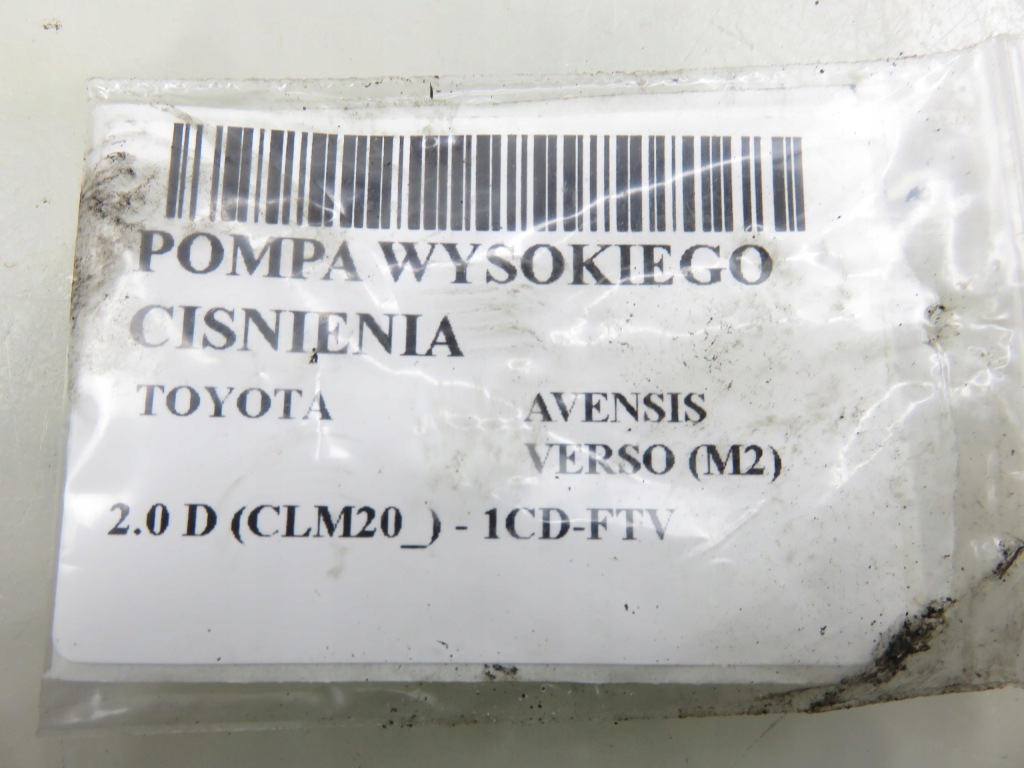 POMPA WYSOKIEGO
CISNIENIA
TOYOTA AVENSIS
VERSO (M2)
2.0 D (CLM20_) - 1CD-FTV